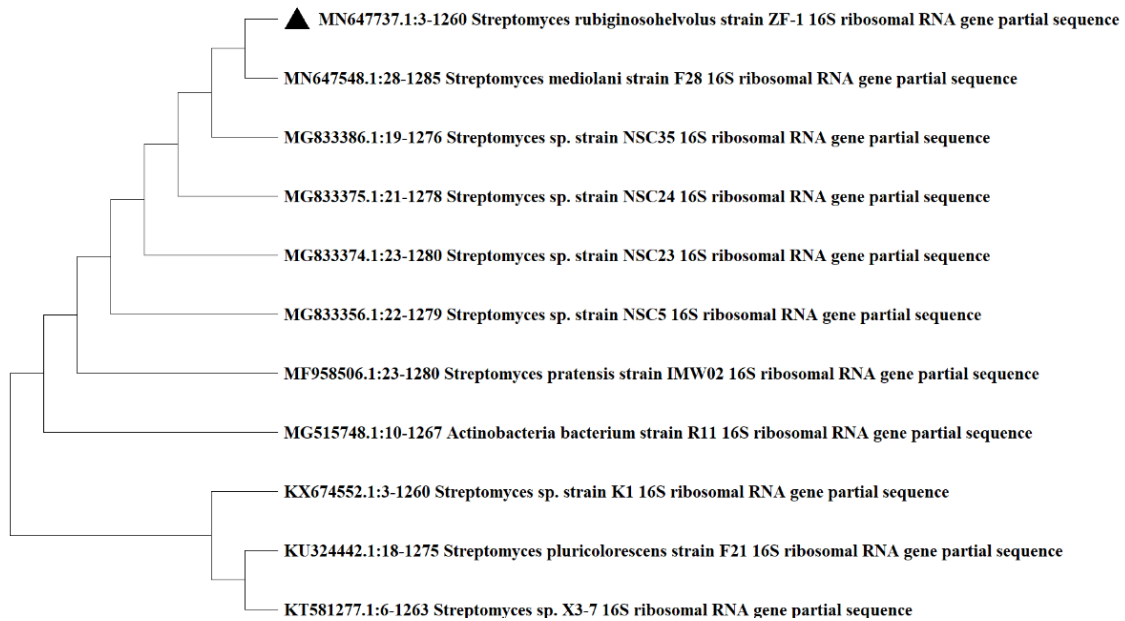 MN647737.1:3-1260 Streptomyces rubiginosohelvolus strain ZF-1 16S ribosomal RNA gene partial sequence
MN647548.1:28-1285 Streptomyces mediolani strain F28 16S ribosomal RNA gene partial sequence
MG833386.1:19-1276 Streptomyces sp. strain NSC35 16S ribosomal RNA gene partial sequence
MG833375.1:21-1278 Streptomyces sp. strain NSC24 16S ribosomal RNA gene partial sequence
MG833374.1:23-1280 Streptomyces sp. strain NSC23 16S ribosomal RNA gene partial sequence
MG833356.1:22-1279 Streptomyces sp. strain NSC5 16S ribosomal RNA gene partial sequence
MF958506.1:23-1280 Streptomyces pratensis strain IMW02 16S ribosomal RNA gene partial sequence
MG515748.1:10-1267 Actinobacteria bacterium strain R11 16S ribosomal RNA gene partial sequence
KX674552.1:3-1260 Streptomyces sp. strain K1 16S ribosomal RNA gene partial sequence
KU324442.1:18-1275 Streptomyces pluricolorescens strain F21 16S ribosomal RNA gene partial sequence
KT581277.1:6-1263 Streptomyces sp. X3-7 16S ribosomal RNA gene partial sequence